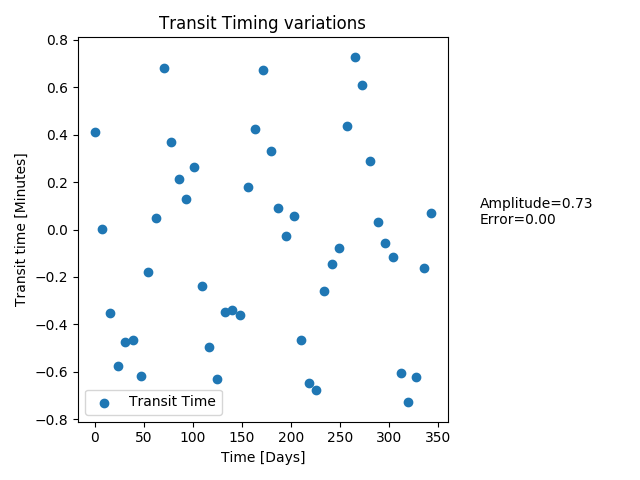 Transit Timing variations
Transit time [Minutes]
0.8
0.6
0.4
0.2
0.0
−0.2
−0.4
−0.6
−0.8
Amplitude=0.73
Error=0.00
Transit Time
0 50 100 150 200 250 300 350
Time [Days]